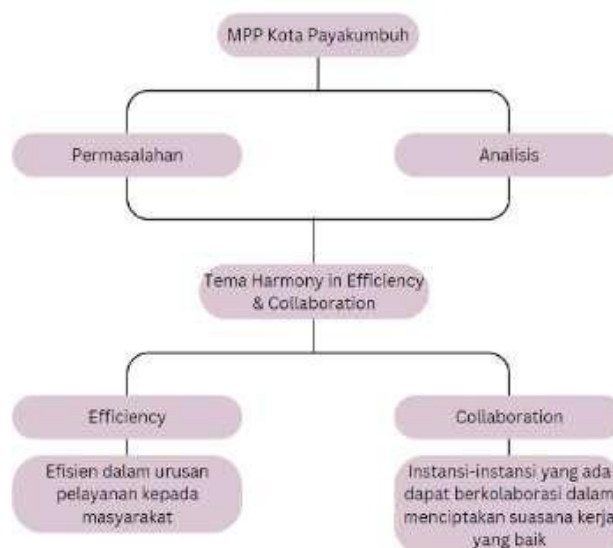 MPP Kota Payakumbuh
Permasalahan
Analisis
Tema Harmony in Efficiency
& Collaboration
Efficiency
Collaboration
Efisien dalam urusan
pelayanan kepada
masyarakat
Instansi-instansi yang ada
dapat berkolaborasi dalam
menciptakan suasana kerja
yang baik